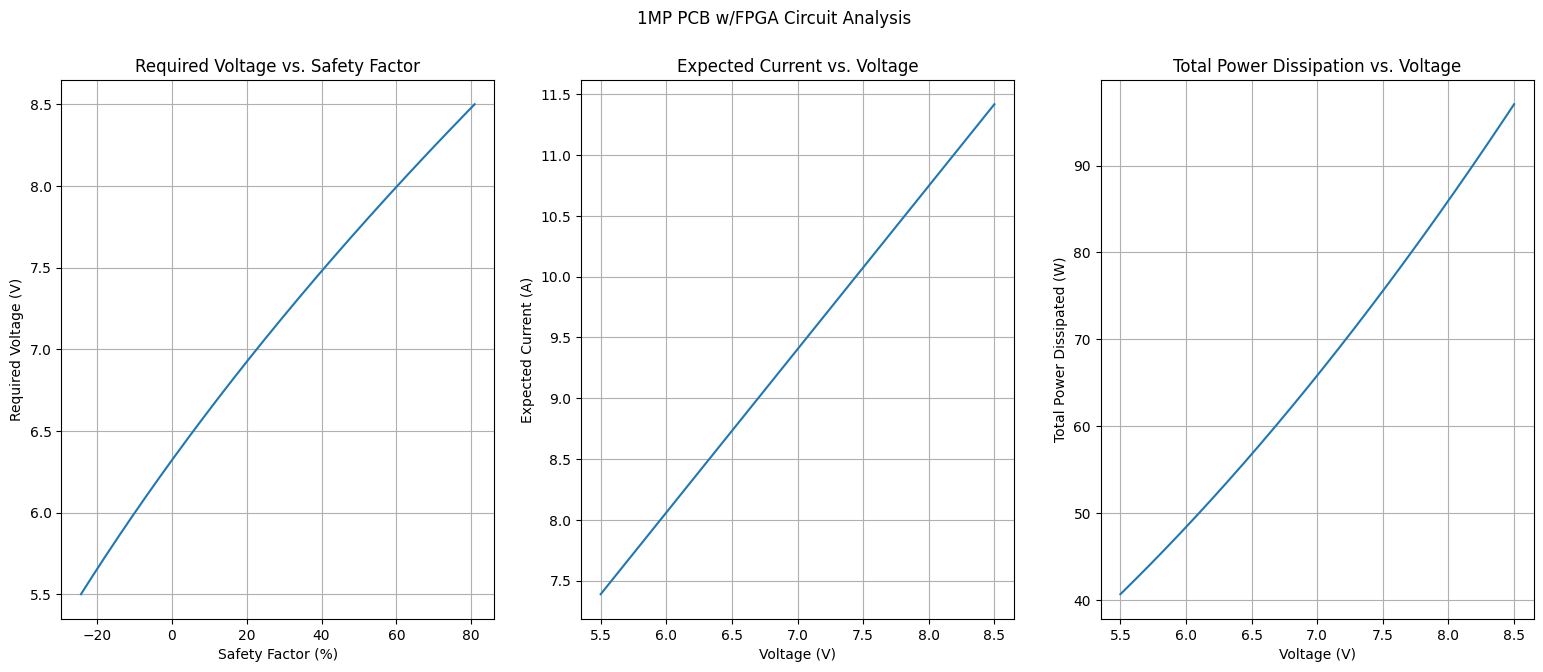 1MP PCB w/FPGA Circuit Analysis
Required Voltage vs. Safety Factor
Required Voltage (V)
8.5
8.0
7.5
7.0
6.5
6.0
5.5
−20 0 20 40 60 80
Safety Factor (%)
Expected Current vs. Voltage
Expected Current (A)
11.5
11.0
10.5
10.0
9.5
9.0
8.5
8.0
7.5
5.5 6.0 6.5 7.0 7.5 8.0 8.5
Voltage (V)
Total Power Dissipation vs. Voltage
Total Power Dissipated (W)
90
80
70
60
50
40
5.5 6.0 6.5 7.0 7.5 8.0 8.5
Voltage (V)